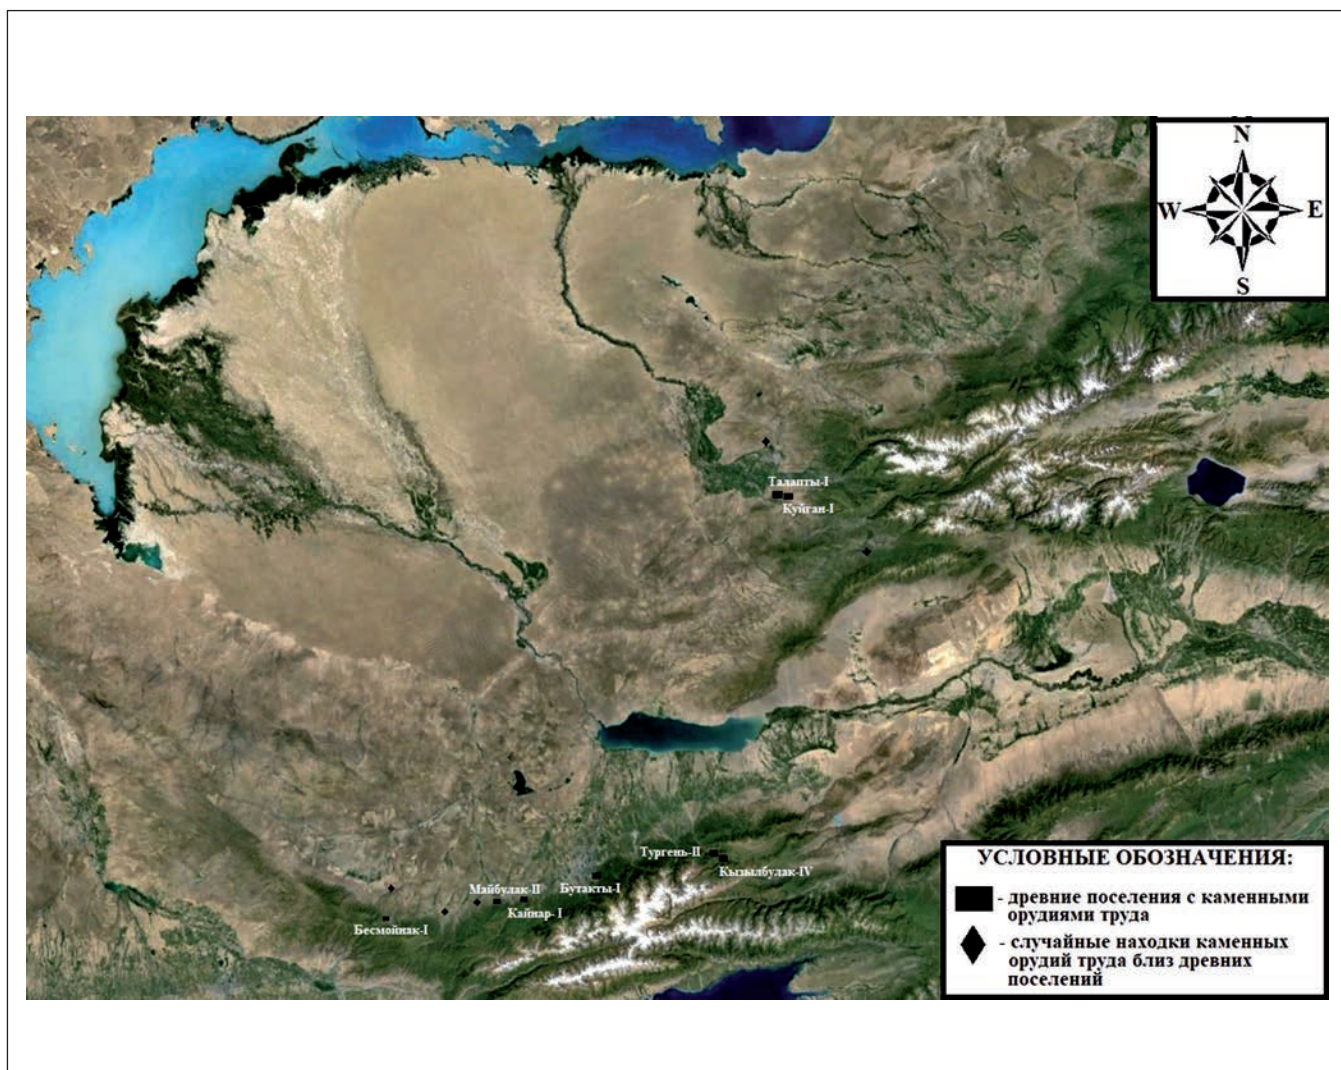 N
W E
S
Талапты-I
Куйган-I
Тургень-II
Кызылбулак-IV
Майбулак-II
Бутакты-I
Кайнар- I
Бесмойнак-I
УСЛОВНЫЕ ОБОЗНАЧЕНИЯ:
- древние поселения с каменными
орудиями труда
- случайные находки каменных
орудий труда близ древних
поселений